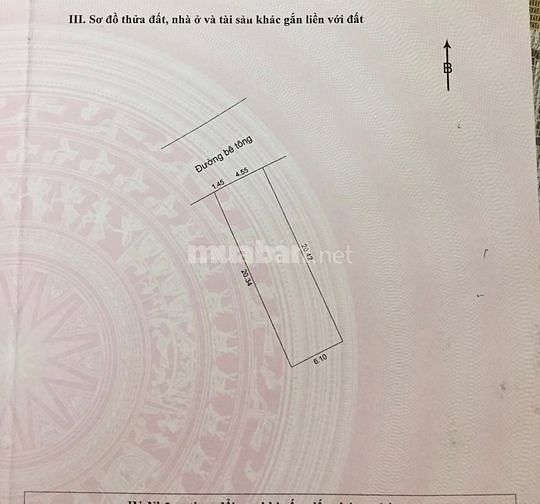 III. Sơ đồ thửa đất, nhà ở và tài sản khác gắn liền với đất
B
Đường bê tông
1.45 4.55
muaban.net
20.34
20.42
6.10